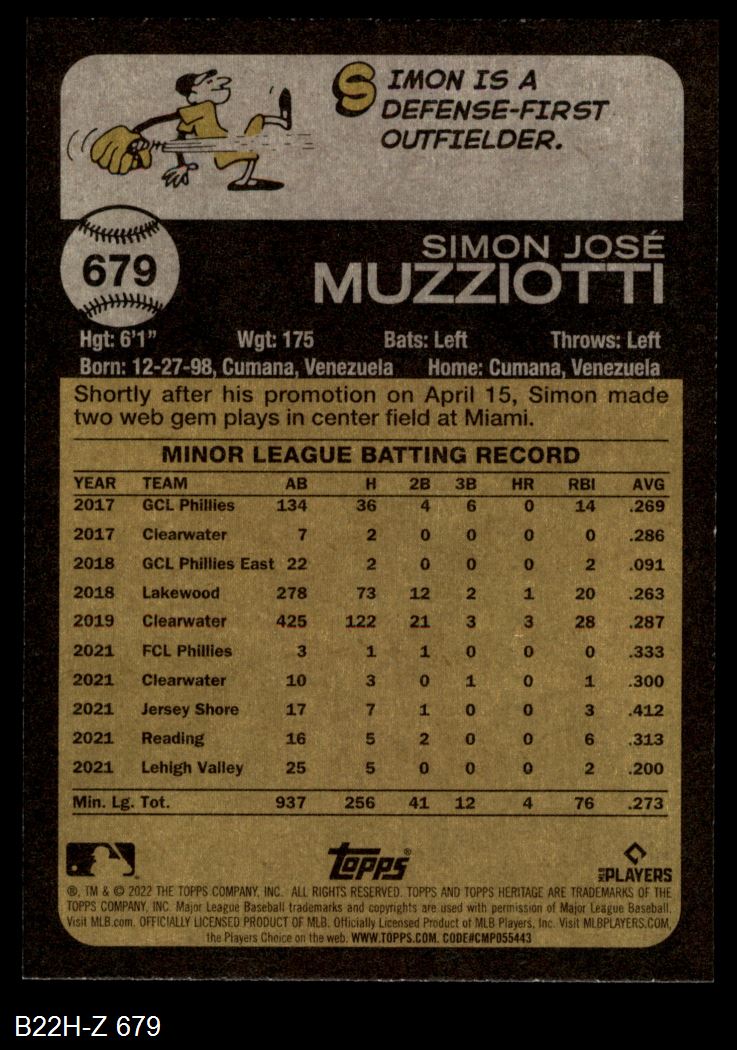 SIMON IS A
DEFENSE-FIRST
OUTFIELDER.
679
SIMON JOSÉ
MUZZIOTTI
Hgt: 6'1" Wgt: 175 Bats: Left Throws: Left
Born: 12-27-98, Cumana, Venezuela Home: Cumana, Venezuela
Shortly after his promotion on April 15, Simon made
two web gem plays in center field at Miami.
MINOR LEAGUE BATTING RECORD
YEAR TEAM AB H 2B 3B HR RBI AVG
2017 GCL Phillies 134 36 4 6 0 14 .269
2017 Clearwater 7 2 0 0 0 0 .286
2018 GCL Phillies East 22 2 0 0 0 2 .091
2018 Lakewood 278 73 12 2 1 20 .263
2019 Clearwater 425 122 21 3 3 28 .287
2021 FCL Phillies 3 1 1 0 0 0 .333
2021 Clearwater 10 3 0 1 0 1 .300
2021 Jersey Shore 17 7 1 0 0 3 .412
2021 Reading 16 5 2 0 0 6 .313
2021 Lehigh Valley 25 5 0 0 0 2 .200
Min. Lg. Tot. 937 256 41 12 4 76 .273
Topps® MLB PLAYERS
®, TM & © 2022 THE TOPPS COMPANY, INC. ALL RIGHTS RESERVED. TOPPS AND TOPPS HERITAGE ARE TRADEMARKS OF THE
TOPPS COMPANY, INC. Major League Baseball trademarks and copyrights are used with permission of Major League Baseball.
Visit MLB.com. OFFICIALLY LICENSED PRODUCT OF MLB. Officially Licensed Product of MLB Players, Inc. Visit MLBPLAYERS.COM,
the Players Choice on the web. WWW.TOPPS.COM. CODE#CMP055443
B22H-Z 679